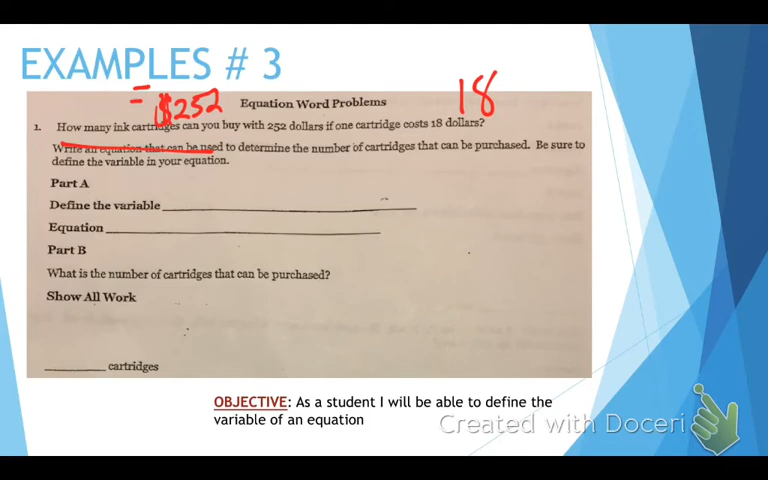 EXAMPLES # 3
= $252
18
Equation Word Problems
1. How many ink cartridges can you buy with 252 dollars if one cartridge costs 18 dollars?
Write an equation that can be used to determine the number of cartridges that can be purchased. Be sure to
define the variable in your equation.
Part A
Define the variable
Equation
Part B
What is the number of cartridges that can be purchased?
Show All Work
cartridges
OBJECTIVE: As a student I will be able to define the
variable of an equation
Created with Doceri